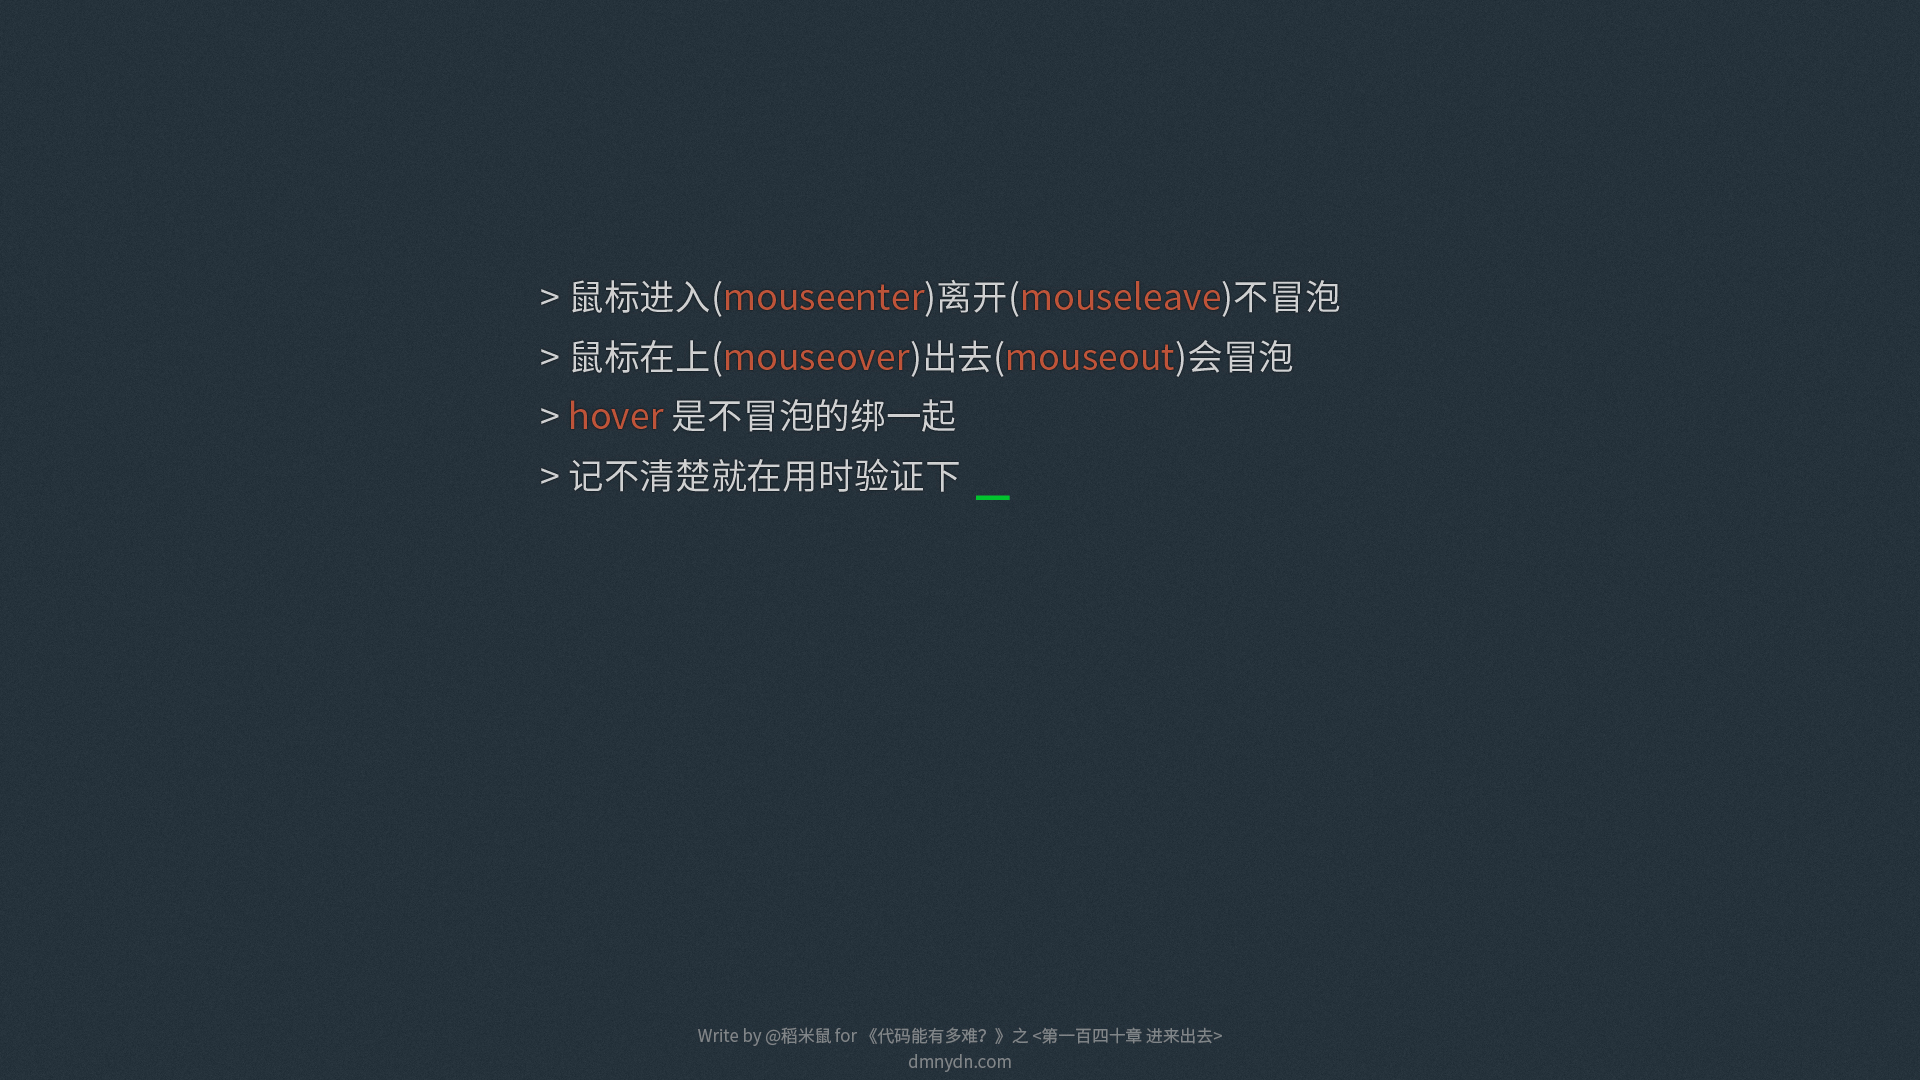 > 鼠标进入(mouseenter)离开(mouseleave)不冒泡
> 鼠标在上(mouseover)出去(mouseout)会冒泡
> hover 是不冒泡的绑一起
> 记不清楚就在用时验证下 _
Write by @稻米鼠 for 《代码能有多难？》之 <第一百四十章 进来出去>
dmnydn.com